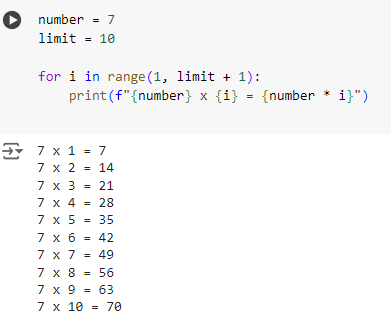 number = 7
limit = 10
for i in range(1, limit + 1):
    print(f"{number} x {i} = {number * i}")
7 x 1 = 7
7 x 2 = 14
7 x 3 = 21
7 x 4 = 28
7 x 5 = 35
7 x 6 = 42
7 x 7 = 49
7 x 8 = 56
7 x 9 = 63
7 x 10 = 70